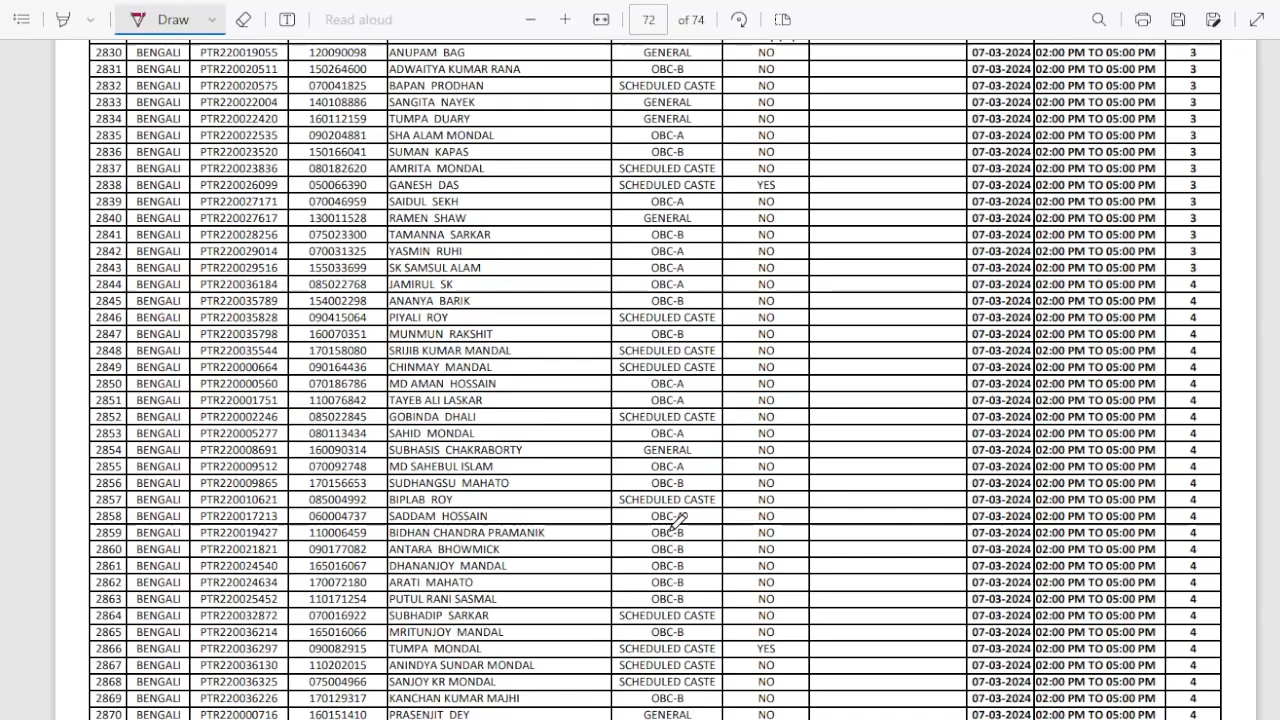 Draw Read aloud 72 of 74
2830 BENGALI PTR220019055 120090098 ANUPAM BAG GENERAL NO 07-03-2024 02:00 PM TO 05:00 PM 3
2831 BENGALI PTR220020511 150264600 ADWAITYA KUMAR RANA OBC-B NO 07-03-2024 02:00 PM TO 05:00 PM 3
2832 BENGALI PTR220020575 070041825 BAPAN PRODHAN SCHEDULED CASTE NO 07-03-2024 02:00 PM TO 05:00 PM 3
2833 BENGALI PTR220022004 140108886 SANGITA NAYEK GENERAL NO 07-03-2024 02:00 PM TO 05:00 PM 3
2834 BENGALI PTR220022420 160112159 TUMPA DUARY GENERAL NO 07-03-2024 02:00 PM TO 05:00 PM 3
2835 BENGALI PTR220022535 090204881 SHA ALAM MONDAL OBC-A NO 07-03-2024 02:00 PM TO 05:00 PM 3
2836 BENGALI PTR220023520 150166041 SUMAN KAPAS OBC-B NO 07-03-2024 02:00 PM TO 05:00 PM 3
2837 BENGALI PTR220023836 080182620 AMRITA MONDAL SCHEDULED CASTE NO 07-03-2024 02:00 PM TO 05:00 PM 3
2838 BENGALI PTR220026099 050066390 GANESH DAS SCHEDULED CASTE YES 07-03-2024 02:00 PM TO 05:00 PM 3
2839 BENGALI PTR220027171 070046959 SAIDUL SEKH OBC-A NO 07-03-2024 02:00 PM TO 05:00 PM 3
2840 BENGALI PTR220027617 130011528 RAMEN SHAW GENERAL NO 07-03-2024 02:00 PM TO 05:00 PM 3
2841 BENGALI PTR220028256 075023300 TAMANNA SARKAR OBC-B NO 07-03-2024 02:00 PM TO 05:00 PM 3
2842 BENGALI PTR220029014 070031325 YASMIN RUHI OBC-A NO 07-03-2024 02:00 PM TO 05:00 PM 3
2843 BENGALI PTR220029516 155033699 SK SAMSUL ALAM OBC-A NO 07-03-2024 02:00 PM TO 05:00 PM 3
2844 BENGALI PTR220036184 085022768 JAMIRUL SK OBC-A NO 07-03-2024 02:00 PM TO 05:00 PM 4
2845 BENGALI PTR220035789 154002298 ANANYA BARIK OBC-B NO 07-03-2024 02:00 PM TO 05:00 PM 4
2846 BENGALI PTR220035828 090415064 PIYALI ROY SCHEDULED CASTE NO 07-03-2024 02:00 PM TO 05:00 PM 4
2847 BENGALI PTR220035798 160070351 MUNMUN RAKSHIT OBC-B NO 07-03-2024 02:00 PM TO 05:00 PM 4
2848 BENGALI PTR220035544 170158080 SRIJIB KUMAR MANDAL SCHEDULED CASTE NO 07-03-2024 02:00 PM TO 05:00 PM 4
2849 BENGALI PTR220000664 090164436 CHINMAY MANDAL SCHEDULED CASTE NO 07-03-2024 02:00 PM TO 05:00 PM 4
2850 BENGALI PTR220000560 070186786 MD AMAN HOSSAIN OBC-A NO 07-03-2024 02:00 PM TO 05:00 PM 4
2851 BENGALI PTR220001751 110076842 TAYEB ALI LASKAR OBC-A NO 07-03-2024 02:00 PM TO 05:00 PM 4
2852 BENGALI PTR220002246 085022845 GOBINDA DHALI SCHEDULED CASTE NO 07-03-2024 02:00 PM TO 05:00 PM 4
2853 BENGALI PTR220005277 080113434 SAHID MONDAL OBC-A NO 07-03-2024 02:00 PM TO 05:00 PM 4
2854 BENGALI PTR220008691 160090314 SUBHASIS CHAKRABORTY GENERAL NO 07-03-2024 02:00 PM TO 05:00 PM 4
2855 BENGALI PTR220009512 070092748 MD SAHEBUL ISLAM OBC-A NO 07-03-2024 02:00 PM TO 05:00 PM 4
2856 BENGALI PTR220009865 170156653 SUDHANGSU MAHATO OBC-B NO 07-03-2024 02:00 PM TO 05:00 PM 4
2857 BENGALI PTR220010621 085004992 BIPLAB ROY SCHEDULED CASTE NO 07-03-2024 02:00 PM TO 05:00 PM 4
2858 BENGALI PTR220017213 060004737 SADDAM HOSSAIN OBC-A NO 07-03-2024 02:00 PM TO 05:00 PM 4
2859 BENGALI PTR220019427 110006459 BIDHAN CHANDRA PRAMANIK OBC-B NO 07-03-2024 02:00 PM TO 05:00 PM 4
2860 BENGALI PTR220021821 090177082 ANTARA BHOWMICK OBC-B NO 07-03-2024 02:00 PM TO 05:00 PM 4
2861 BENGALI PTR220024540 165016067 DHANANJOY MANDAL OBC-B NO 07-03-2024 02:00 PM TO 05:00 PM 4
2862 BENGALI PTR220024634 170072180 ARATI MAHATO OBC-B NO 07-03-2024 02:00 PM TO 05:00 PM 4
2863 BENGALI PTR220025452 110171254 PUTUL RANI SASMAL OBC-B NO 07-03-2024 02:00 PM TO 05:00 PM 4
2864 BENGALI PTR220032872 070016922 SUBHADIP SARKAR SCHEDULED CASTE NO 07-03-2024 02:00 PM TO 05:00 PM 4
2865 BENGALI PTR220036214 165016066 MRITUNJOY MANDAL OBC-B NO 07-03-2024 02:00 PM TO 05:00 PM 4
2866 BENGALI PTR220036297 090082915 TUMPA MONDAL SCHEDULED CASTE YES 07-03-2024 02:00 PM TO 05:00 PM 4
2867 BENGALI PTR220036130 110202015 ANINDYA SUNDAR MONDAL SCHEDULED CASTE NO 07-03-2024 02:00 PM TO 05:00 PM 4
2868 BENGALI PTR220036325 075004966 SANJOY KR MONDAL SCHEDULED CASTE NO 07-03-2024 02:00 PM TO 05:00 PM 4
2869 BENGALI PTR220036226 170129317 KANCHAN KUMAR MAJHI OBC-B NO 07-03-2024 02:00 PM TO 05:00 PM 4
2870 BENGALI PTR220000716 160151410 PRASENJIT DEY GENERAL NO 07-03-2024 02:00 PM TO 05:00 PM 4